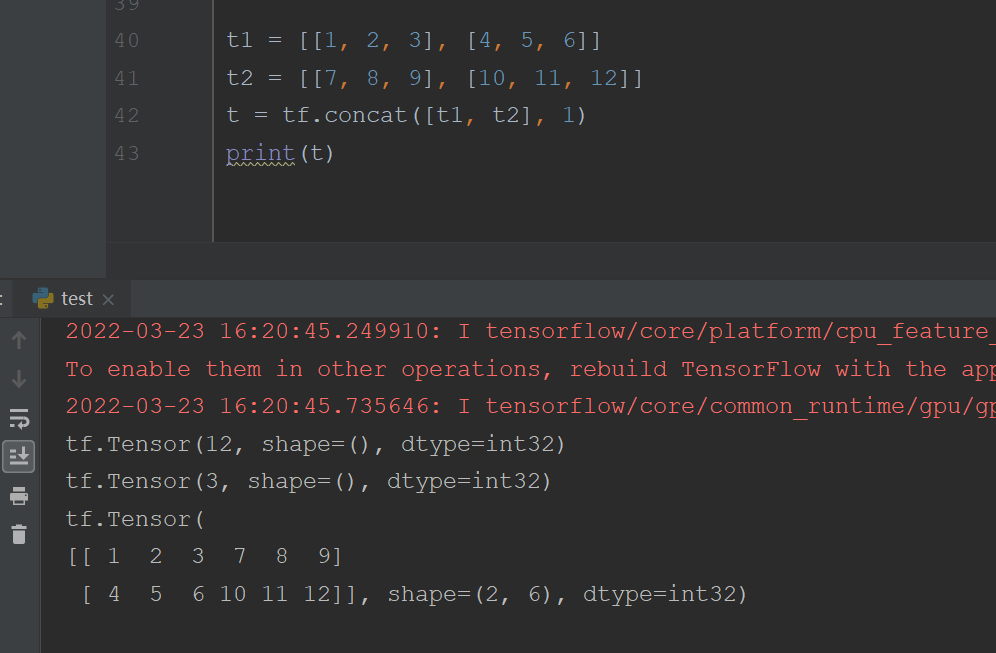 39
40 t1 = [[1, 2, 3], [4, 5, 6]]
41 t2 = [[7, 8, 9], [10, 11, 12]]
42 t = tf.concat([t1, t2], 1)
43 print(t)
: test ×
2022-03-23 16:20:45.249910: I tensorflow/core/platform/cpu_feature_
To enable them in other operations, rebuild TensorFlow with the app
2022-03-23 16:20:45.735646: I tensorflow/core/common_runtime/gpu/gp
tf.Tensor(12, shape=(), dtype=int32)
tf.Tensor(3, shape=(), dtype=int32)
tf.Tensor(
[[ 1  2  3  7  8  9]
 [ 4  5  6 10 11 12]], shape=(2, 6), dtype=int32)